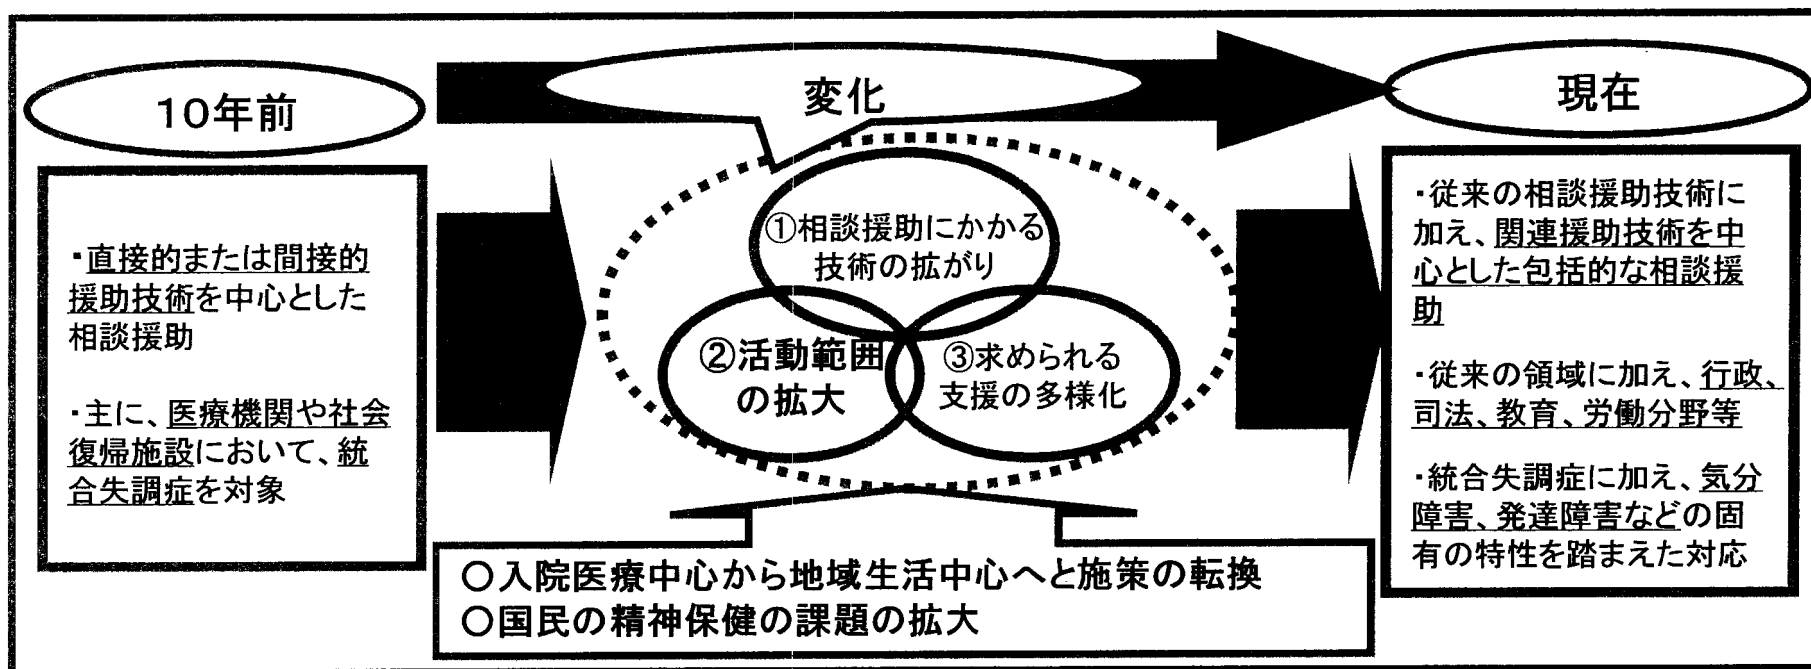 10年前
変化
現在
・直接的または間接的
援助技術を中心とした
相談援助
・主に、医療機関や社会
復帰施設において、統
合失調症を対象
①相談援助にかかる
技術の拡がり
②活動範囲
の拡大
③求められる
支援の多様化
○入院医療中心から地域生活中心へと施策の転換
○国民の精神保健の課題の拡大
・従来の相談援助技術に
加え、関連援助技術を中
心とした包括的な相談援
助
・従来の領域に加え、行政、
司法、教育、労働分野等
・統合失調症に加え、気分
障害、発達障害などの固
有の特性を踏まえた対応